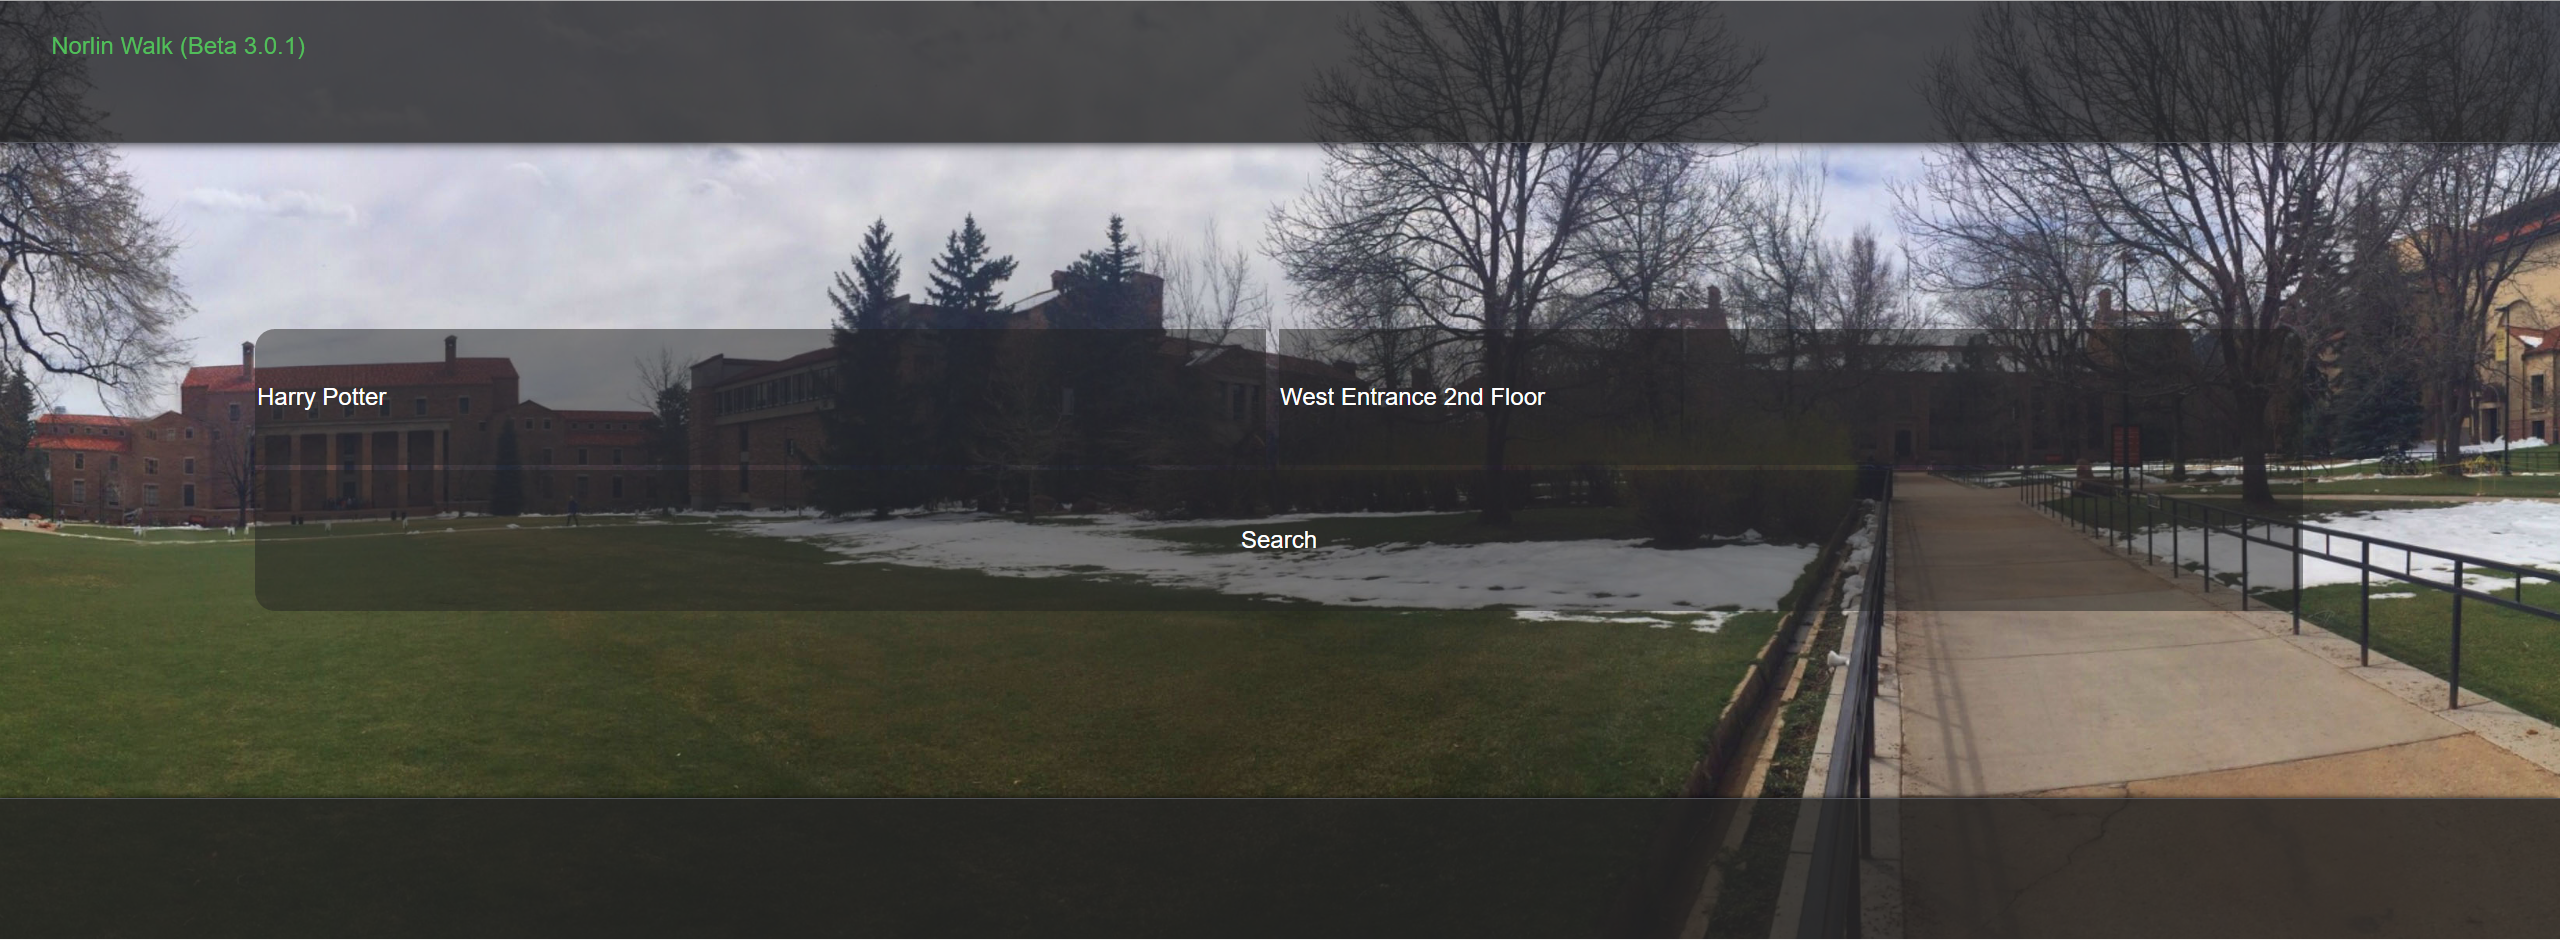 Norlin Walk (Beta 3.0.1)
Harry Potter
West Entrance 2nd Floor
Search